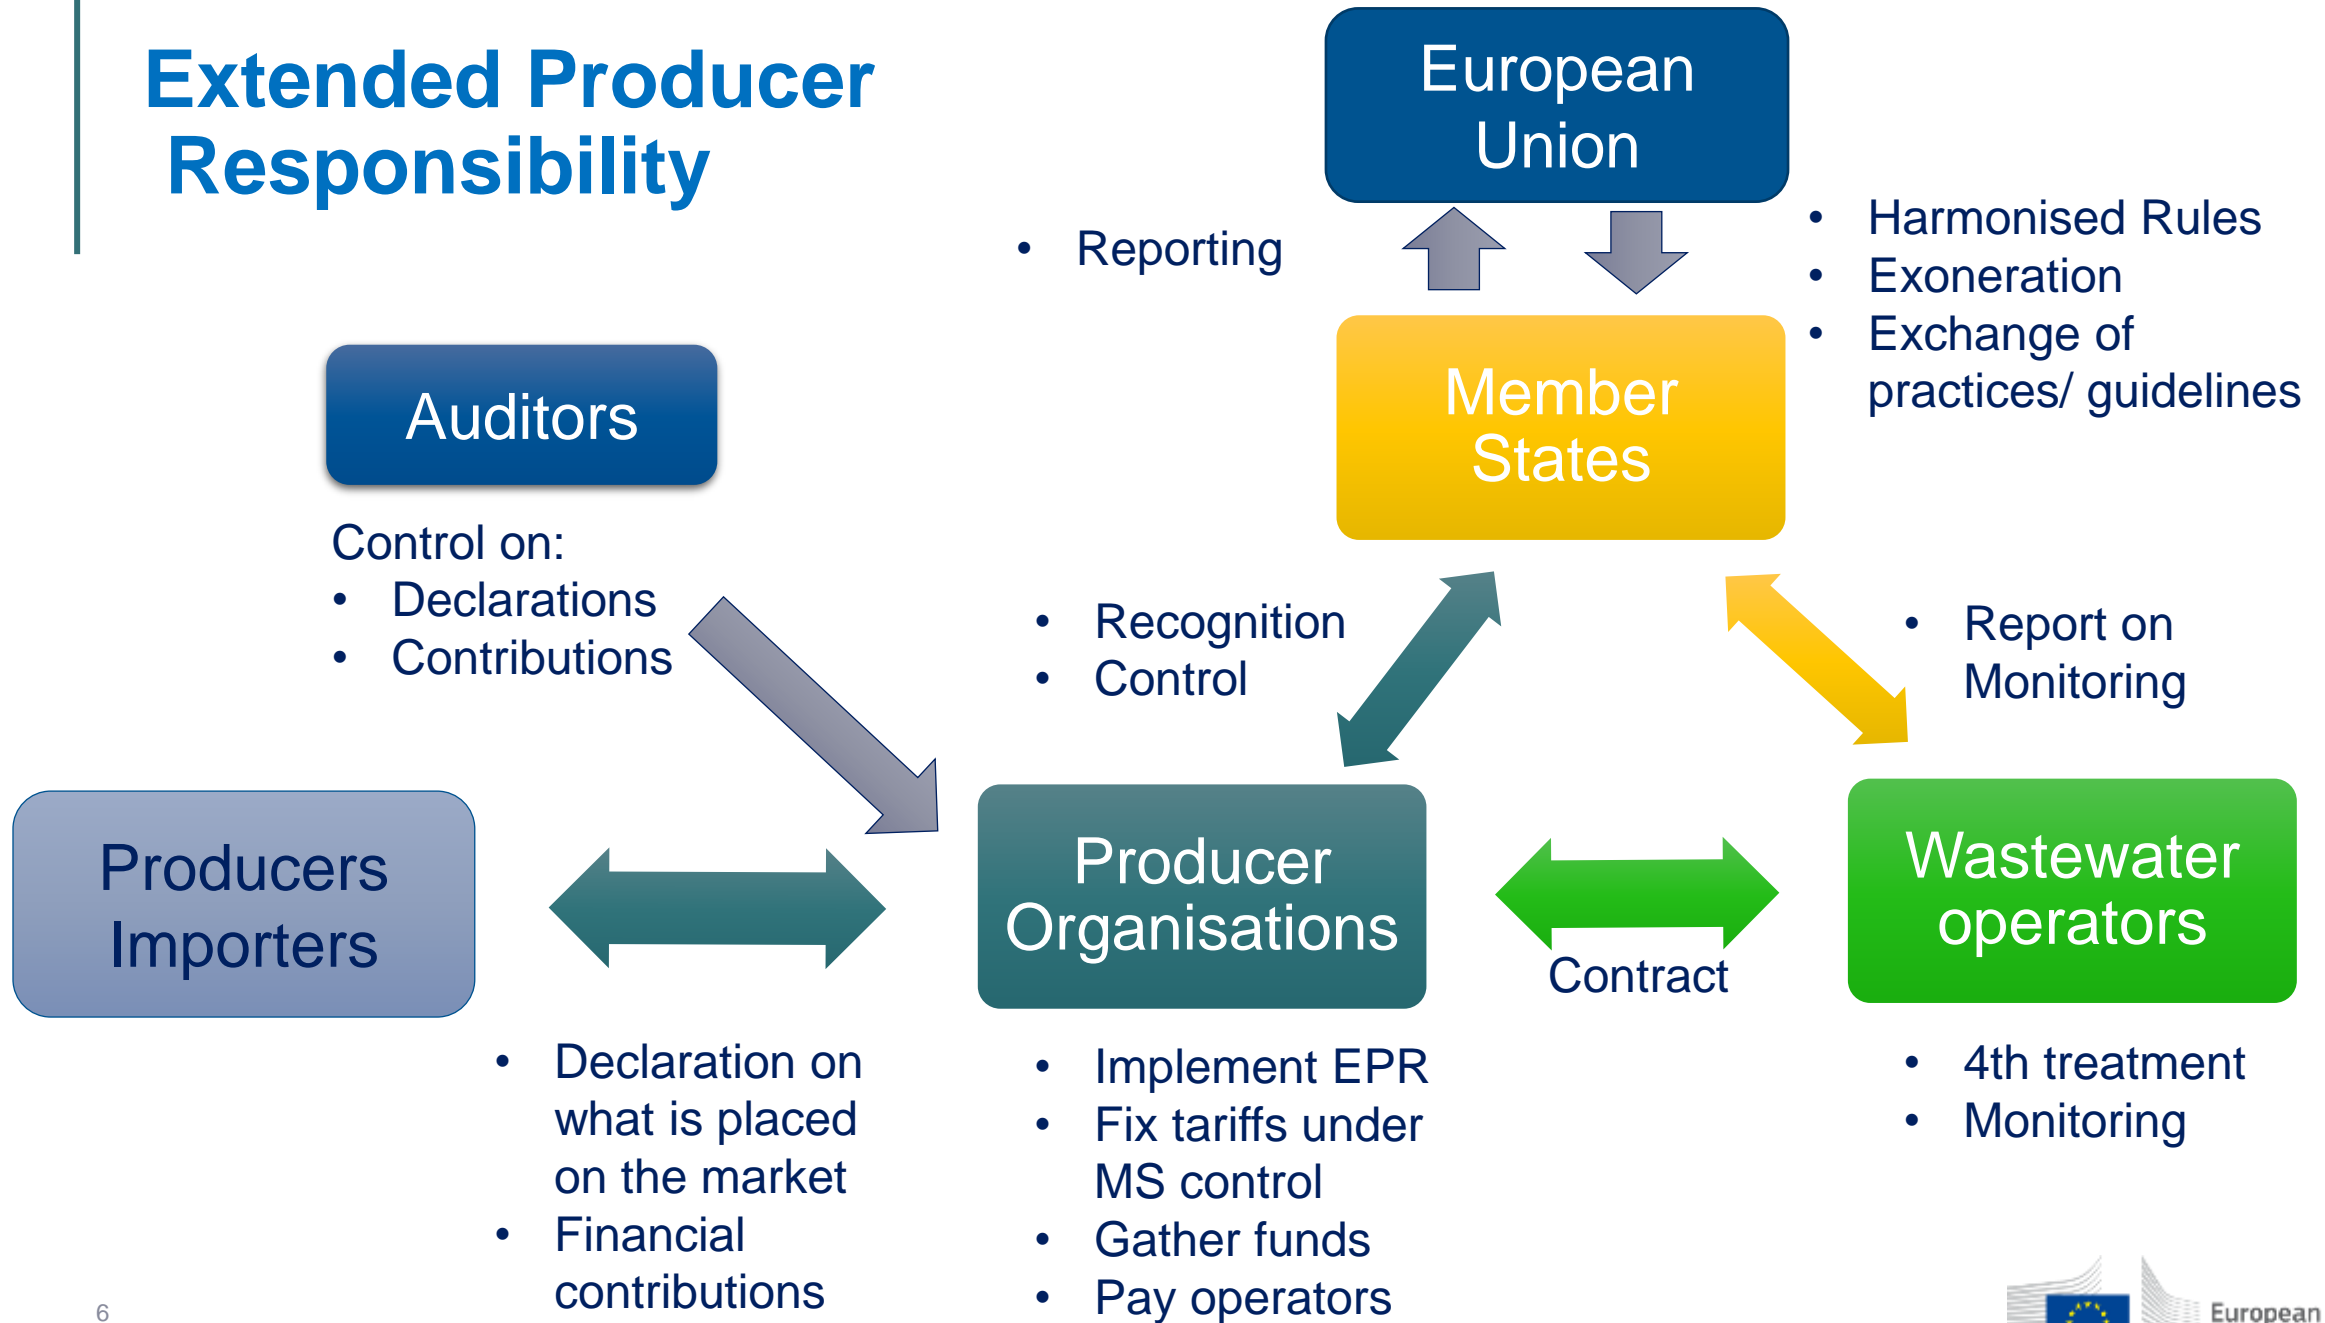 Extended Producer
Responsibility
European
Union
• Reporting
• Harmonised Rules
• Exoneration
• Exchange of
practices/ guidelines
Member
States
Auditors
Control on:
• Declarations
• Contributions
• Recognition
• Control
• Report on
Monitoring
Producers
Importers
Producer
Organisations
Contract
Wastewater
operators
• Declaration on
what is placed
on the market
• Financial
contributions
• Implement EPR
• Fix tariffs under
MS control
• Gather funds
• Pay operators
• 4th treatment
• Monitoring
6
European